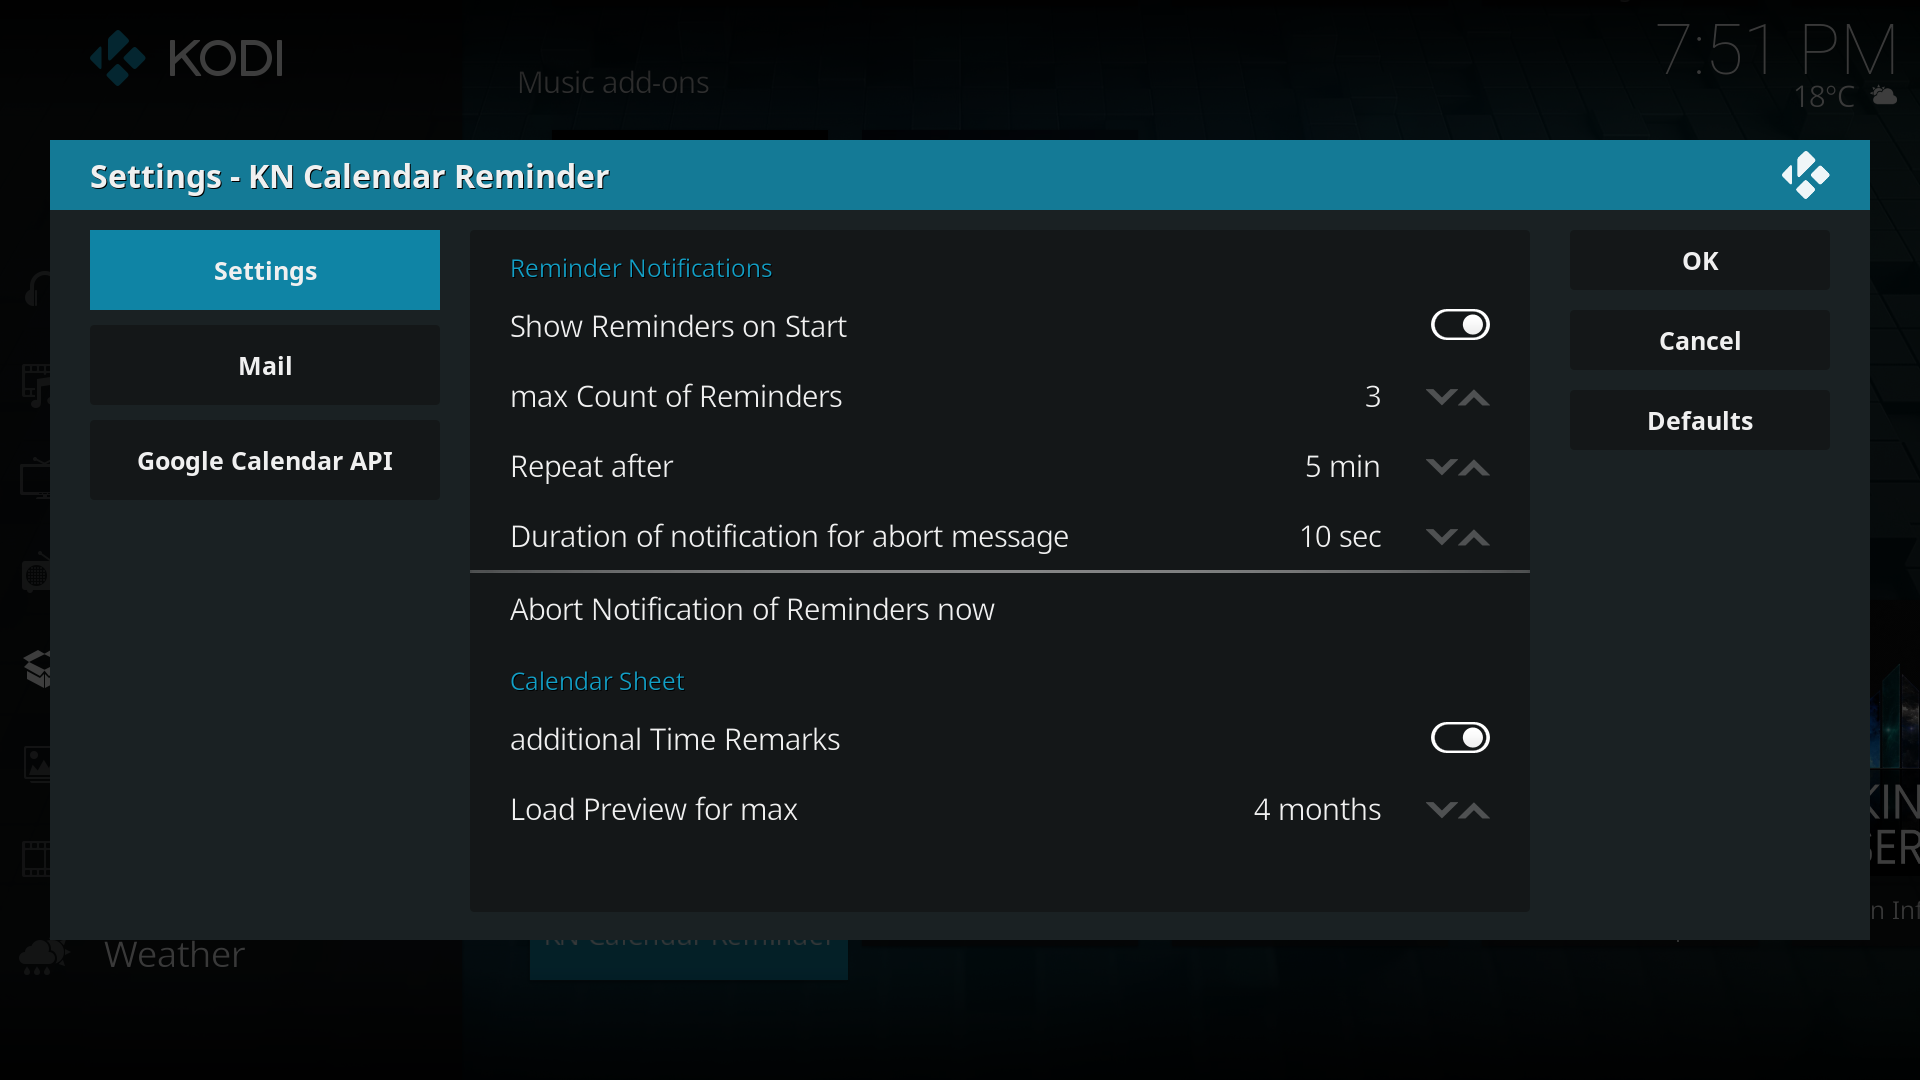 KODI
Music add-ons
7:51 PM
18°C
Settings - KN Calendar Reminder
Settings
Mail
Google Calendar API
Reminder Notifications
Show Reminders on Start
max Count of Reminders 3
Repeat after 5 min
Duration of notification for abort message 10 sec
Abort Notification of Reminders now
Calendar Sheet
additional Time Remarks
Load Preview for max 4 months
OK
Cancel
Defaults
KN Calendar Reminder
Weather